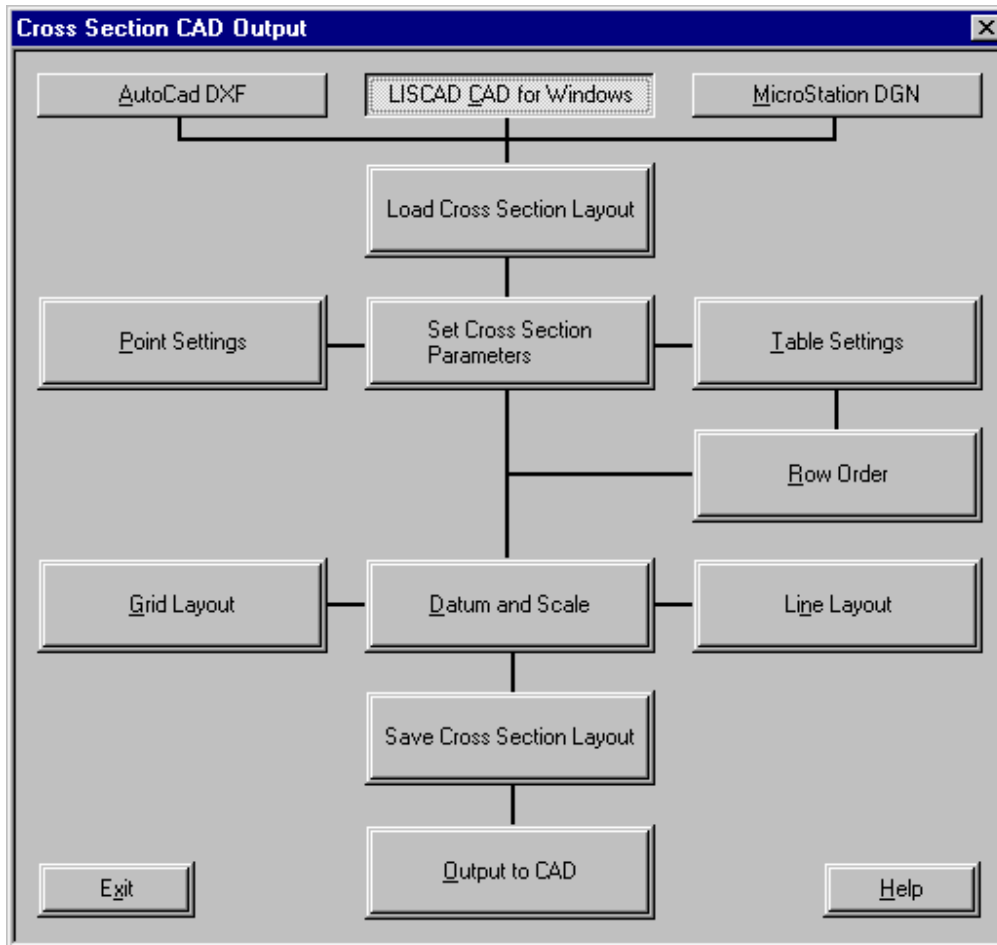 Cross Section CAD Output
AutoCad DXF
LISCAD CAD for Windows
MicroStation DGN
Load Cross Section Layout
Point Settings
Set Cross Section
Parameters
Table Settings
Row Order
Grid Layout
Datum and Scale
Line Layout
Save Cross Section Layout
Output to CAD
Exit
Help